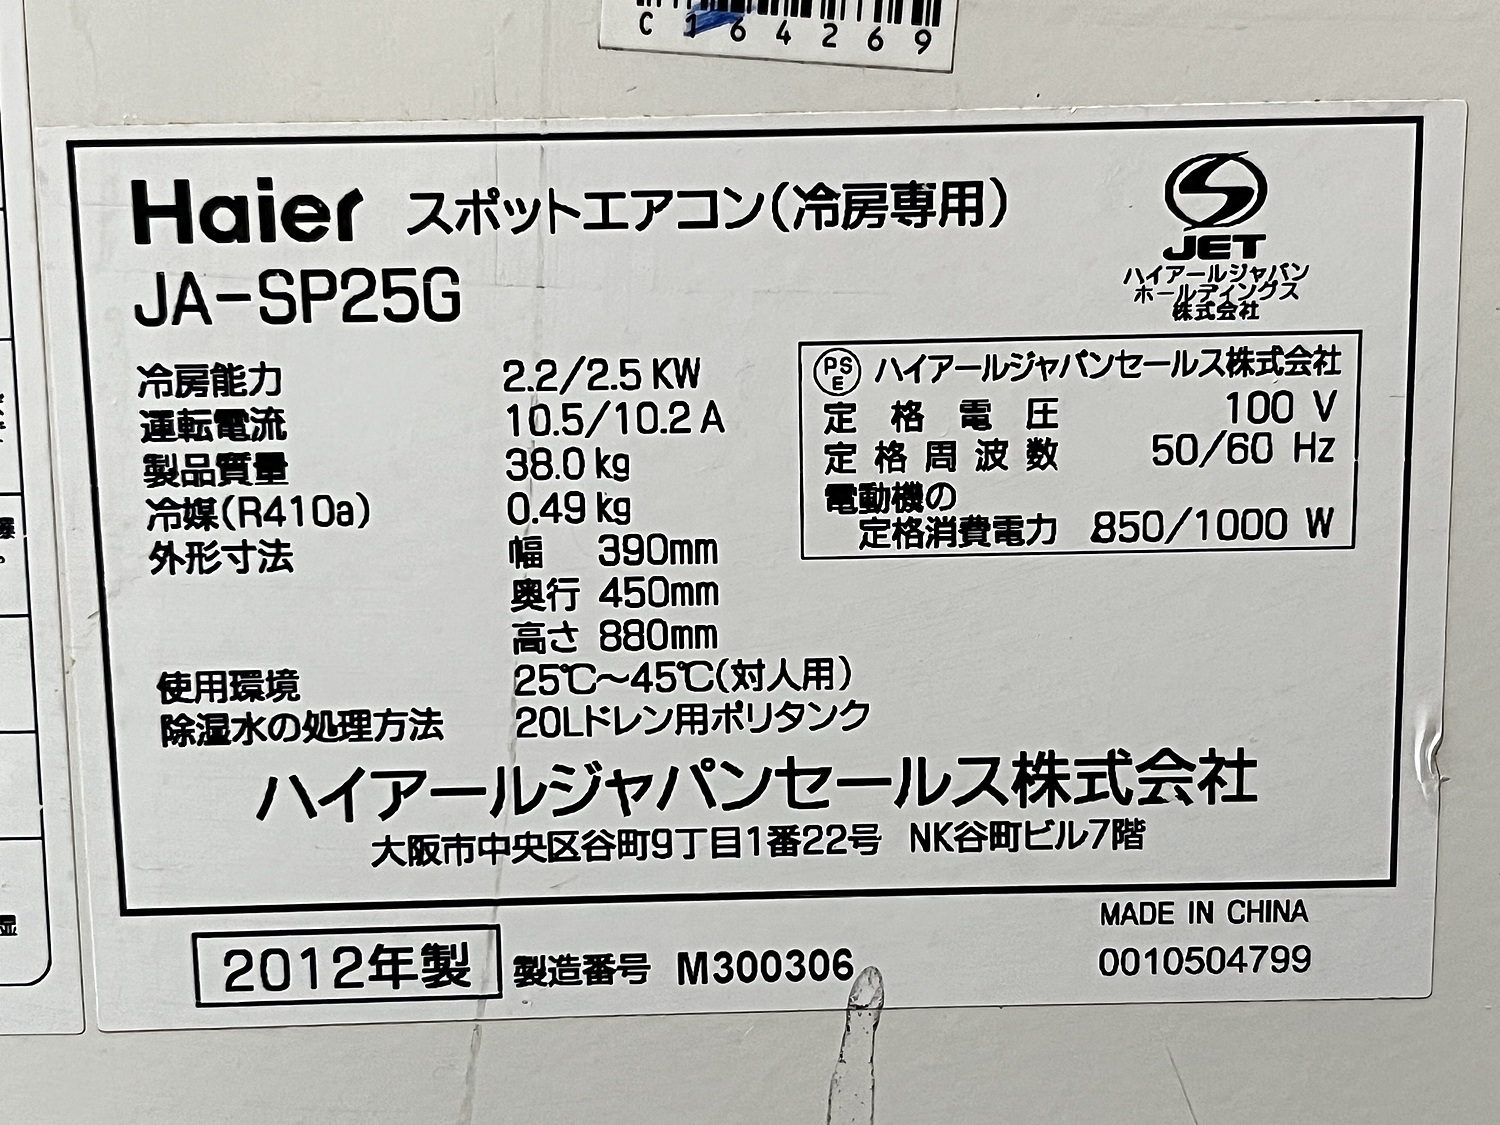 C164269
Haier スポットエアコン(冷房専用)
JA-SP25G
JET
ハイアールジャパン
ホールディングス
株式会社
冷房能力 2.2/2.5 KW
運転電流 10.5/10.2 A
製品質量 38.0 kg
冷媒(R410a) 0.49 kg
外形寸法 幅 390mm
奥行 450mm
高さ 880mm
使用環境 25℃~45℃(対人用)
除湿水の処理方法 20Lドレン用ポリタンク
PSE ハイアールジャパンセールス株式会社
定格電圧 100 V
定格周波数 50/60 Hz
電動機の
定格消費電力 850/1000 W
ハイアールジャパンセールス株式会社
大阪市中央区谷町9丁目1番22号 NK谷町ビル7階
2012年製 製造番号 M300306
MADE IN CHINA
0010504799
湿